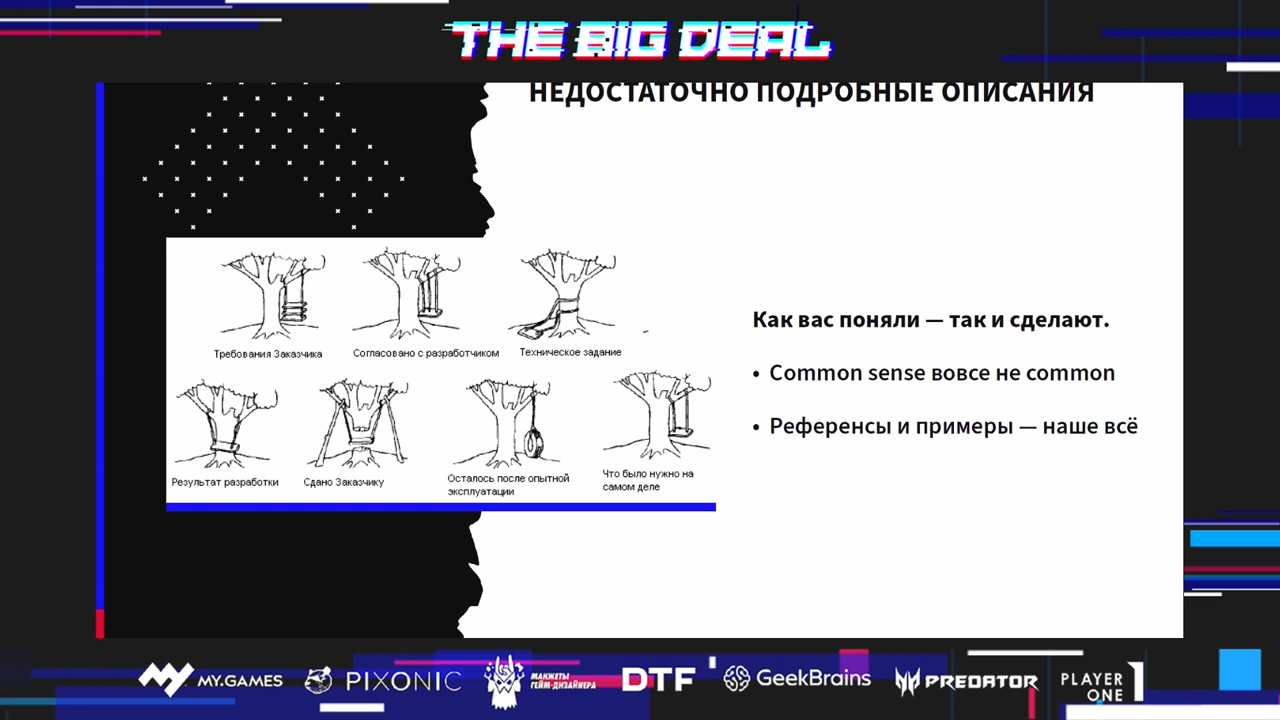 THE BIG DEAL
НЕДОСТАТОЧНО ПОДРОБНЫЕ ОПИСАНИЯ
Требования Заказчика
Согласовано с разработчиком
Техническое задание
Результат разработки
Сдано Заказчику
Осталось после опытной
эксплуатации
Что было нужно на
самом деле
Как вас поняли — так и сделают.
• Common sense вовсе не common
• Референсы и примеры — наше всё
MY.GAMES
PIXONIC
МАНЖЕТЫ
ГЕЙМ-ДИЗАЙНЕРА
DTF
GeekBrains
PREDATOR
PLAYER
ONE 1